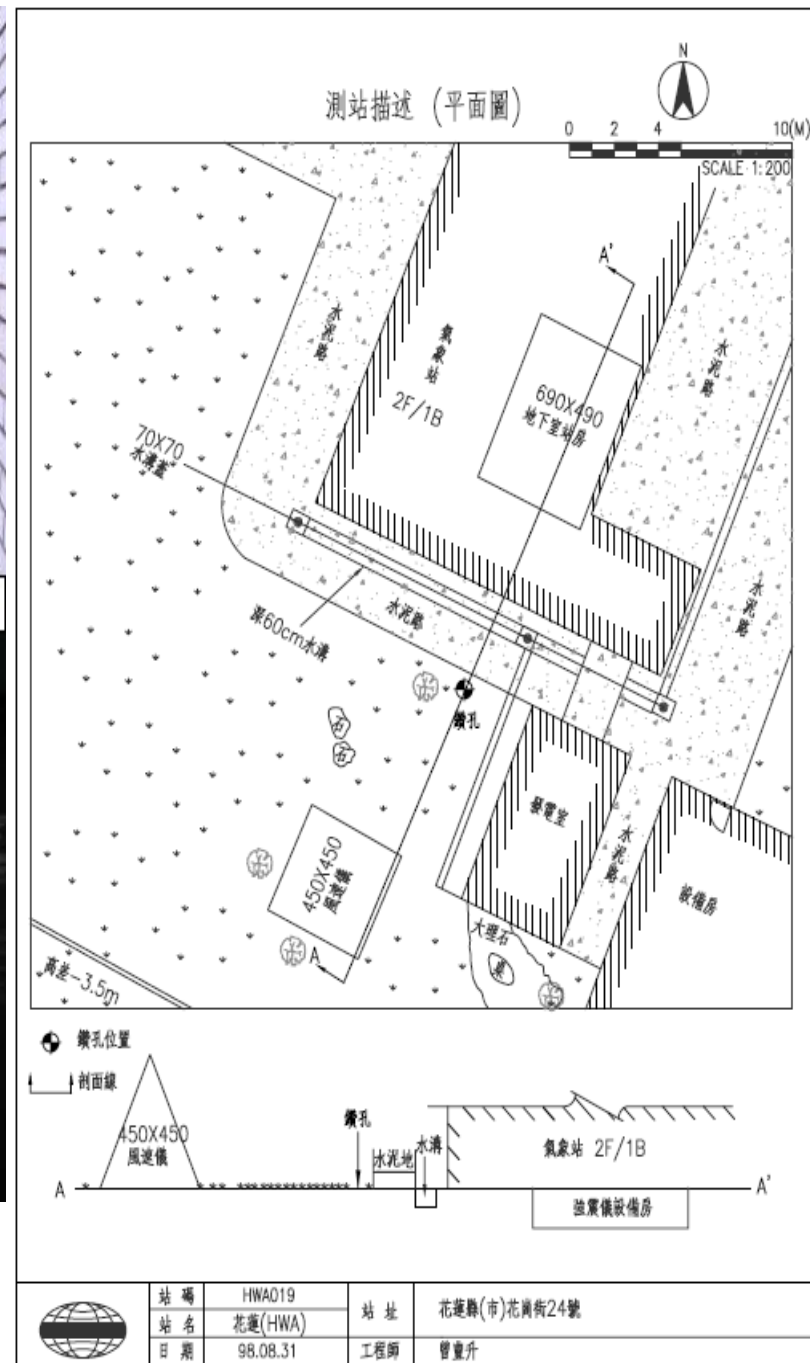 N
測站描述 (平面圖)
0 2 4 10(M)
SCALE 1:200
A'
水泥路
氣象站
2F/1B
690X490
地下室站房
水泥路
70X70
水溝蓋
深60cm水溝
水泥路
水泥路
鑽孔
石
石
發電室
水泥路
450X450
風速儀
設備房
大理石
桌
A
高差-3.5m
鑽孔位置
剖面線
450X450
風速儀
鑽孔
水泥地
水溝
氣象站 2F/1B
A
A'
強震儀設備房
站碼 HWA019
站名 花蓮(HWA)
日期 98.08.31
站址 花蓮縣(市)花崗街24號
工程師